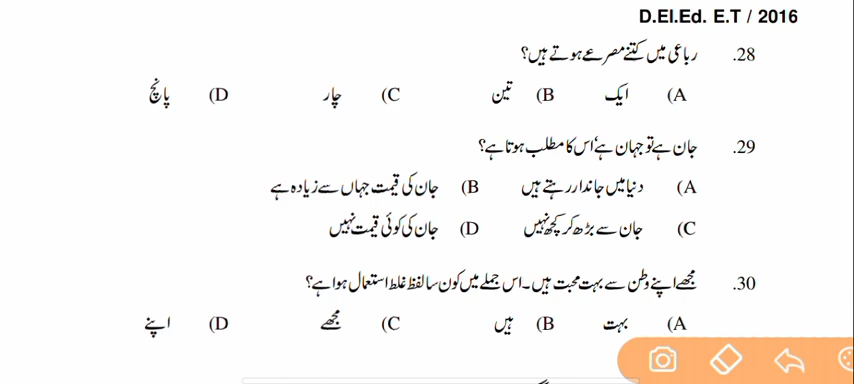 D.El.Ed. E.T / 2016
28. رباعی میں کتنے مصرعے ہوتے ہیں؟
A) ایک B) تین C) چار D) پانچ
29. جان ہے تو جہان ہے، اس کا مطلب ہوتا ہے؟
A) دنیا میں جاندار رہتے ہیں B) جان کی قیمت جہاں سے زیادہ ہے
C) جان سے بڑھ کر کچھ نہیں D) جان کی کوئی قیمت نہیں
30. مجھے اپنے وطن سے بہت محبت ہیں۔ اس جملے میں کون سا لفظ غلط استعمال ہوا ہے؟
A) بہت B) ہیں C) مجھے D) اپنے